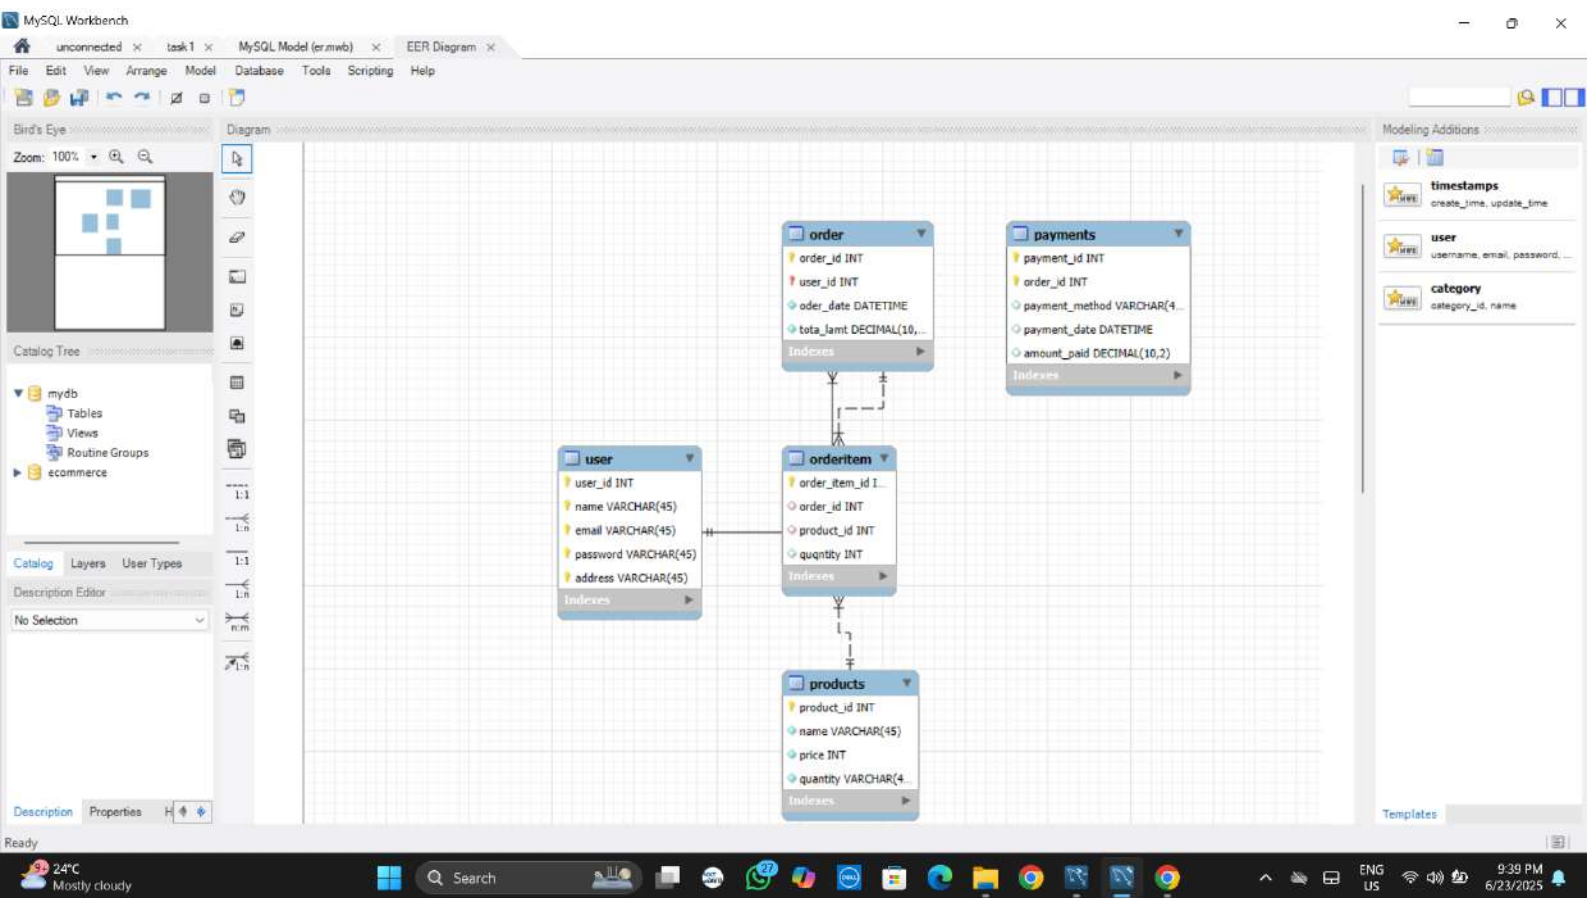 MySQL Workbench
unconnected
task1
MySQL Model (er.mwb)
EER Diagram
File Edit View Arrange Model Database Tools Scripting Help
Bird's Eye
Zoom: 100%
Diagram
Modeling Additions
timestamps
create_time, update_time
user
username, email, password, ...
category
category_id, name
Templates
Catalog Tree
mydb
Tables
Views
Routine Groups
ecommerce
Catalog Layers User Types
Description Editor
No Selection
Description Properties H
1:1
1:n
1:1
1:n
n:m
1:n
order
order_id INT
user_id INT
oder_date DATETIME
tota_lamt DECIMAL(10,...
Indexes
payments
payment_id INT
order_id INT
payment_method VARCHAR(4...
payment_date DATETIME
amount_paid DECIMAL(10,2)
Indexes
user
user_id INT
name VARCHAR(45)
email VARCHAR(45)
password VARCHAR(45)
address VARCHAR(45)
Indexes
orderitem
order_item_id I...
order_id INT
product_id INT
quqntity INT
Indexes
products
product_id INT
name VARCHAR(45)
price INT
quantity VARCHAR(4...
Indexes
Ready
9+
24°C
Mostly cloudy
Search
27
ENG
US
9:39 PM
6/23/2025